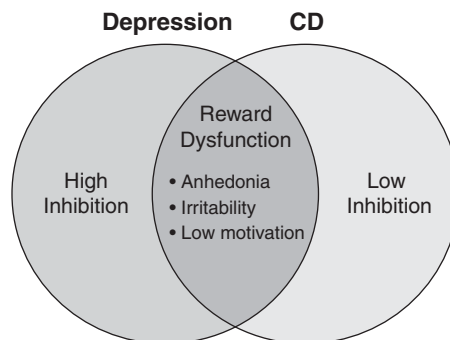 Depression CD
Reward
Dysfunction
High
Inhibition
• Anhedonia
• Irritability
• Low motivation
Low
Inhibition